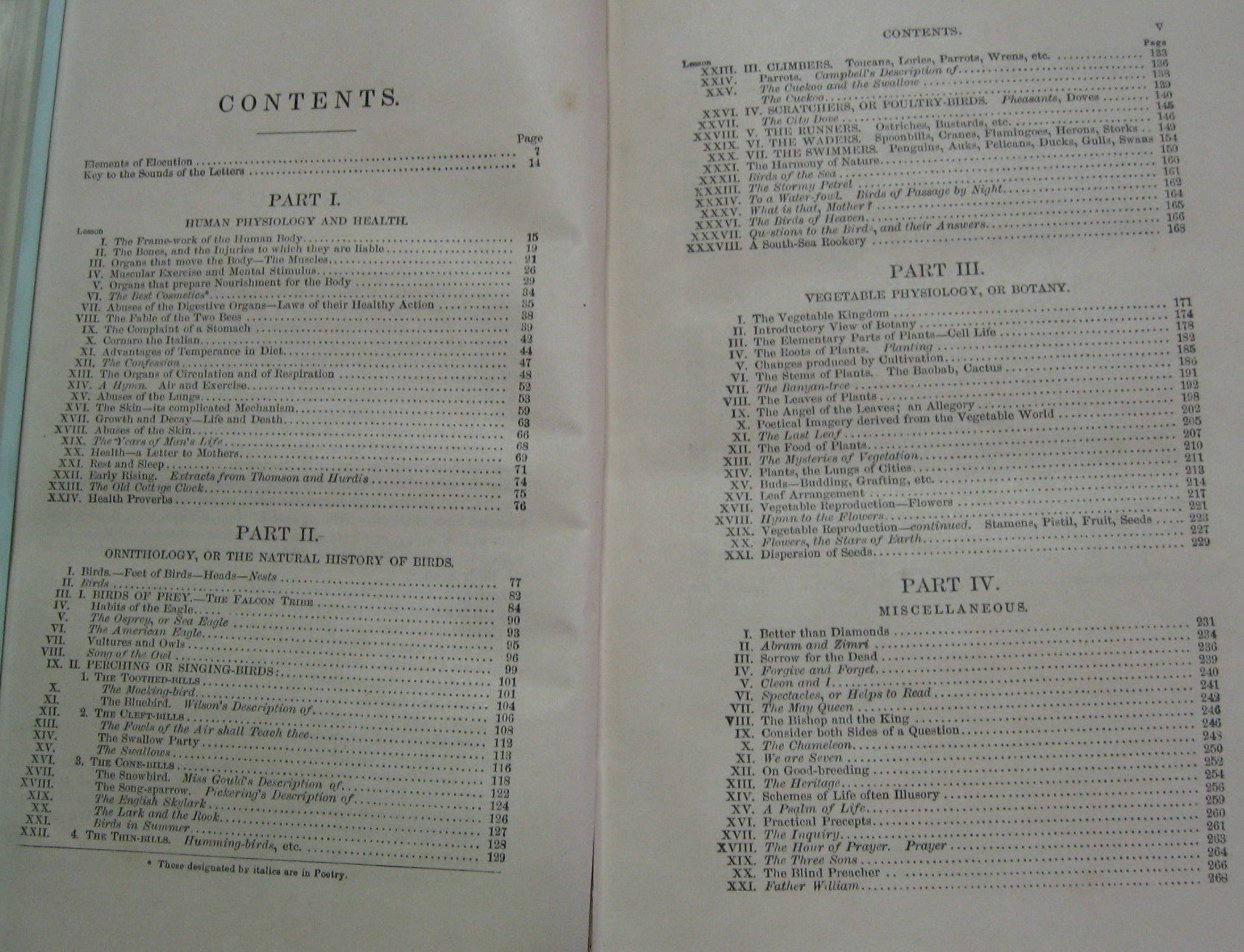 CONTENTS.
Page
Elements of Elocution 7
Key to the Sounds of the Letters 14
PART I.
HUMAN PHYSIOLOGY AND HEALTH.
Lesson
I. The Frame-work of the Human Body 15
II. The Bones, and the Injuries to which they are liable 19
III. Organs that move the Body—The Muscles 21
IV. Muscular Exercise and Mental Stimulus 26
V. Organs that prepare Nourishment for the Body 29
VI. The Best Cosmetics* 34
VII. Abuses of the Digestive Organs—Laws of their Healthy Action 35
VIII. The Fable of the Two Bees 38
IX. The Complaint of a Stomach 39
X. Cornaro the Italian 42
XI. Advantages of Temperance in Diet 44
XII. The Confession 47
XIII. The Organs of Circulation and of Respiration 48
XIV. A Hymn. Air and Exercise 52
XV. Abuses of the Lungs 53
XVI. The Skin—its complicated Mechanism 59
XVII. Growth and Decay—Life and Death 63
XVIII. Abuses of the Skin 66
XIX. The Years of Man's Life 68
XX. Health—a Letter to Mothers 69
XXI. Rest and Sleep 71
XXII. Early Rising. Extracts from Thomson and Hurdis 74
XXIII. The Old Cottage Clock 75
XXIV. Health Proverbs 76
PART II.
ORNITHOLOGY, OR THE NATURAL HISTORY OF BIRDS.
I. Birds.—Feet of Birds—Heads—Nests 77
II. Birds 82
III. I. BIRDS OF PREY.—THE FALCON TRIBE 84
IV. Habits of the Eagle 90
V. The Osprey, or Sea Eagle 93
VI. The American Eagle 95
VII. Vultures and Owls 96
VIII. Song of the Owl 99
IX. II. PERCHING OR SINGING-BIRDS: 101
1. THE TOOTHED-BILLS 101
X. The Mocking-bird 104
XI. The Bluebird. Wilson's Description of 106
XII. 2. THE CLEFT-BILLS 108
XIII. The Fowls of the Air shall Teach thee 112
XIV. The Swallow Party 113
XV. The Swallows 116
XVI. 3. THE CONE-BILLS 118
XVII. The Snowbird. Miss Gould's Description of 122
XVIII. The Song-sparrow. Pickering's Description of 124
XIX. The English Skylark 126
XX. The Lark and the Rook 127
XXI. Birds in Summer 128
XXII. 4. THE THIN-BILLS. Humming-birds, etc. 129
* Those designated by italics are in Poetry.
CONTENTS. V
Lesson Page
XXIII. III. CLIMBERS. Toucans, Lories, Parrots, Wrens, etc. 133
XXIV. Parrots. Campbell's Description of 136
XXV. The Cuckoo and the Swallow 138
The Cuckoo 139
XXVI. IV. SCRATCHERS, OR POULTRY-BIRDS. Pheasants, Doves 140
XXVII. The City Dove 145
XXVIII. V. THE RUNNERS. Ostriches, Bustards, etc. 146
XXIX. VI. THE WADERS. Spoonbills, Cranes, Flamingoes, Herons, Storks 149
XXX. VII. THE SWIMMERS. Penguins, Auks, Pelicans, Ducks, Gulls, Swans 154
XXXI. The Harmony of Nature 159
XXXII. Birds of the Sea 160
XXXIII. The Stormy Petrel 161
XXXIV. To a Water-fowl. Birds of Passage by Night 162
XXXV. What is that, Mother? 164
XXXVI. The Birds of Heaven 165
XXXVII. Questions to the Birds, and their Answers 166
XXXVIII. A South-Sea Rookery 168
PART III.
VEGETABLE PHYSIOLOGY, OR BOTANY.
I. The Vegetable Kingdom 171
II. Introductory View of Botany 174
III. The Elementary Parts of Plants—Cell Life 178
IV. The Roots of Plants. Planting 182
V. Changes produced by Cultivation 185
VI. The Stems of Plants. The Baobab, Cactus 185
VII. The Banyan-tree 191
VIII. The Leaves of Plants 192
IX. The Angel of the Leaves; an Allegory 198
X. Poetical Imagery derived from the Vegetable World 202
XI. The Last Leaf 205
XII. The Food of Plants 207
XIII. The Mysteries of Vegetation 210
XIV. Plants, the Lungs of Cities 211
XV. Buds—Budding, Grafting, etc. 213
XVI. Leaf Arrangement 214
XVII. Vegetable Reproduction—Flowers 217
XVIII. Hymn to the Flowers 221
XIX. Vegetable Reproduction—continued. Stamens, Pistil, Fruit, Seeds 223
XX. Flowers, the Stars of Earth 227
XXI. Dispersion of Seeds 229
PART IV.
MISCELLANEOUS.
I. Better than Diamonds 231
II. Abram and Zimri 234
III. Sorrow for the Dead 236
IV. Forgive and Forget 239
V. Cleon and I 240
VI. Spectacles, or Helps to Read 241
VII. The May Queen 242
VIII. The Bishop and the King 246
IX. Consider both Sides of a Question 246
X. The Chameleon 248
XI. We are Seven 250
XII. On Good-breeding 252
XIII. The Heritage 254
XIV. Schemes of Life often Illusory 256
XV. A Psalm of Life 259
XVI. Practical Precepts 260
XVII. The Inquiry 261
XVIII. The Hour of Prayer. Prayer 263
XIX. The Three Sons 264
XX. The Blind Preacher 266
XXI. Father William 268